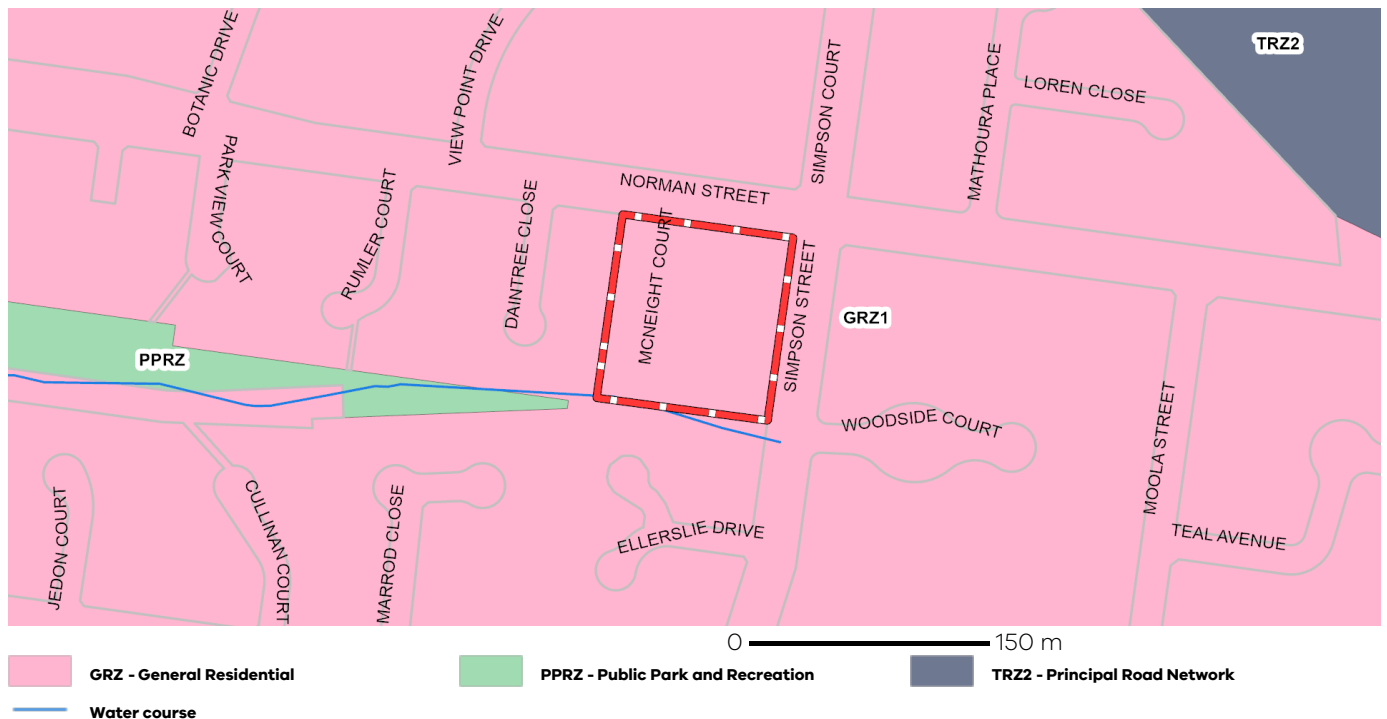 TRZ2
BOTANIC DRIVE
VIEW POINT DRIVE
SIMPSON COURT
MATHOURA PLACE
LOREN CLOSE
PARK VIEW COURT
RUMLER COURT
DAINTREE CLOSE
NORMAN STREET
MCNEIGHT COURT
SIMPSON STREET
GRZ1
PPRZ
WOODSIDE COURT
MOOLA STREET
JEDON COURT
CULLINAN COURT
MARROD CLOSE
ELLERSLIE DRIVE
TEAL AVENUE
0 150 m
GRZ - General Residential
PPRZ - Public Park and Recreation
TRZ2 - Principal Road Network
Water course